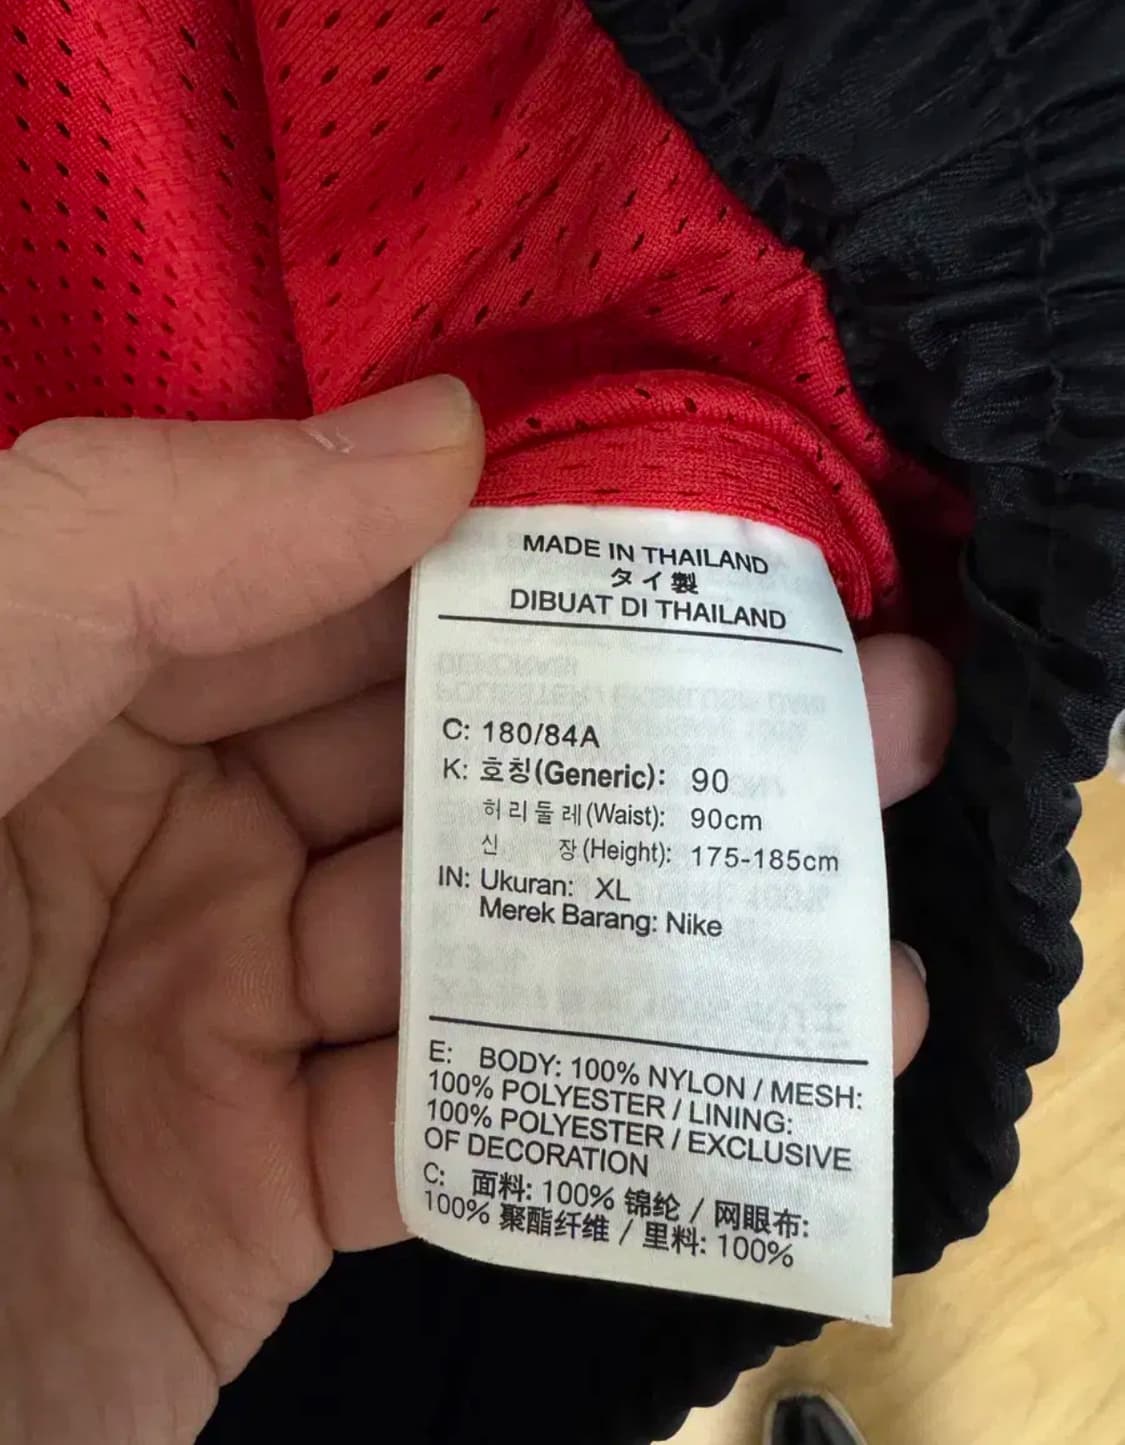 MADE IN THAILAND
タイ製
DIBUAT DI THAILAND
C: 180/84A
K: 호칭(Generic): 90
허리둘레(Waist): 90cm
신 장(Height): 175-185cm
IN: Ukuran: XL
Merek Barang: Nike
E: BODY: 100% NYLON / MESH:
100% POLYESTER / LINING:
100% POLYESTER / EXCLUSIVE
OF DECORATION
C: 面料: 100% 锦纶 / 网眼布:
100% 聚酯纤维 / 里料: 100%